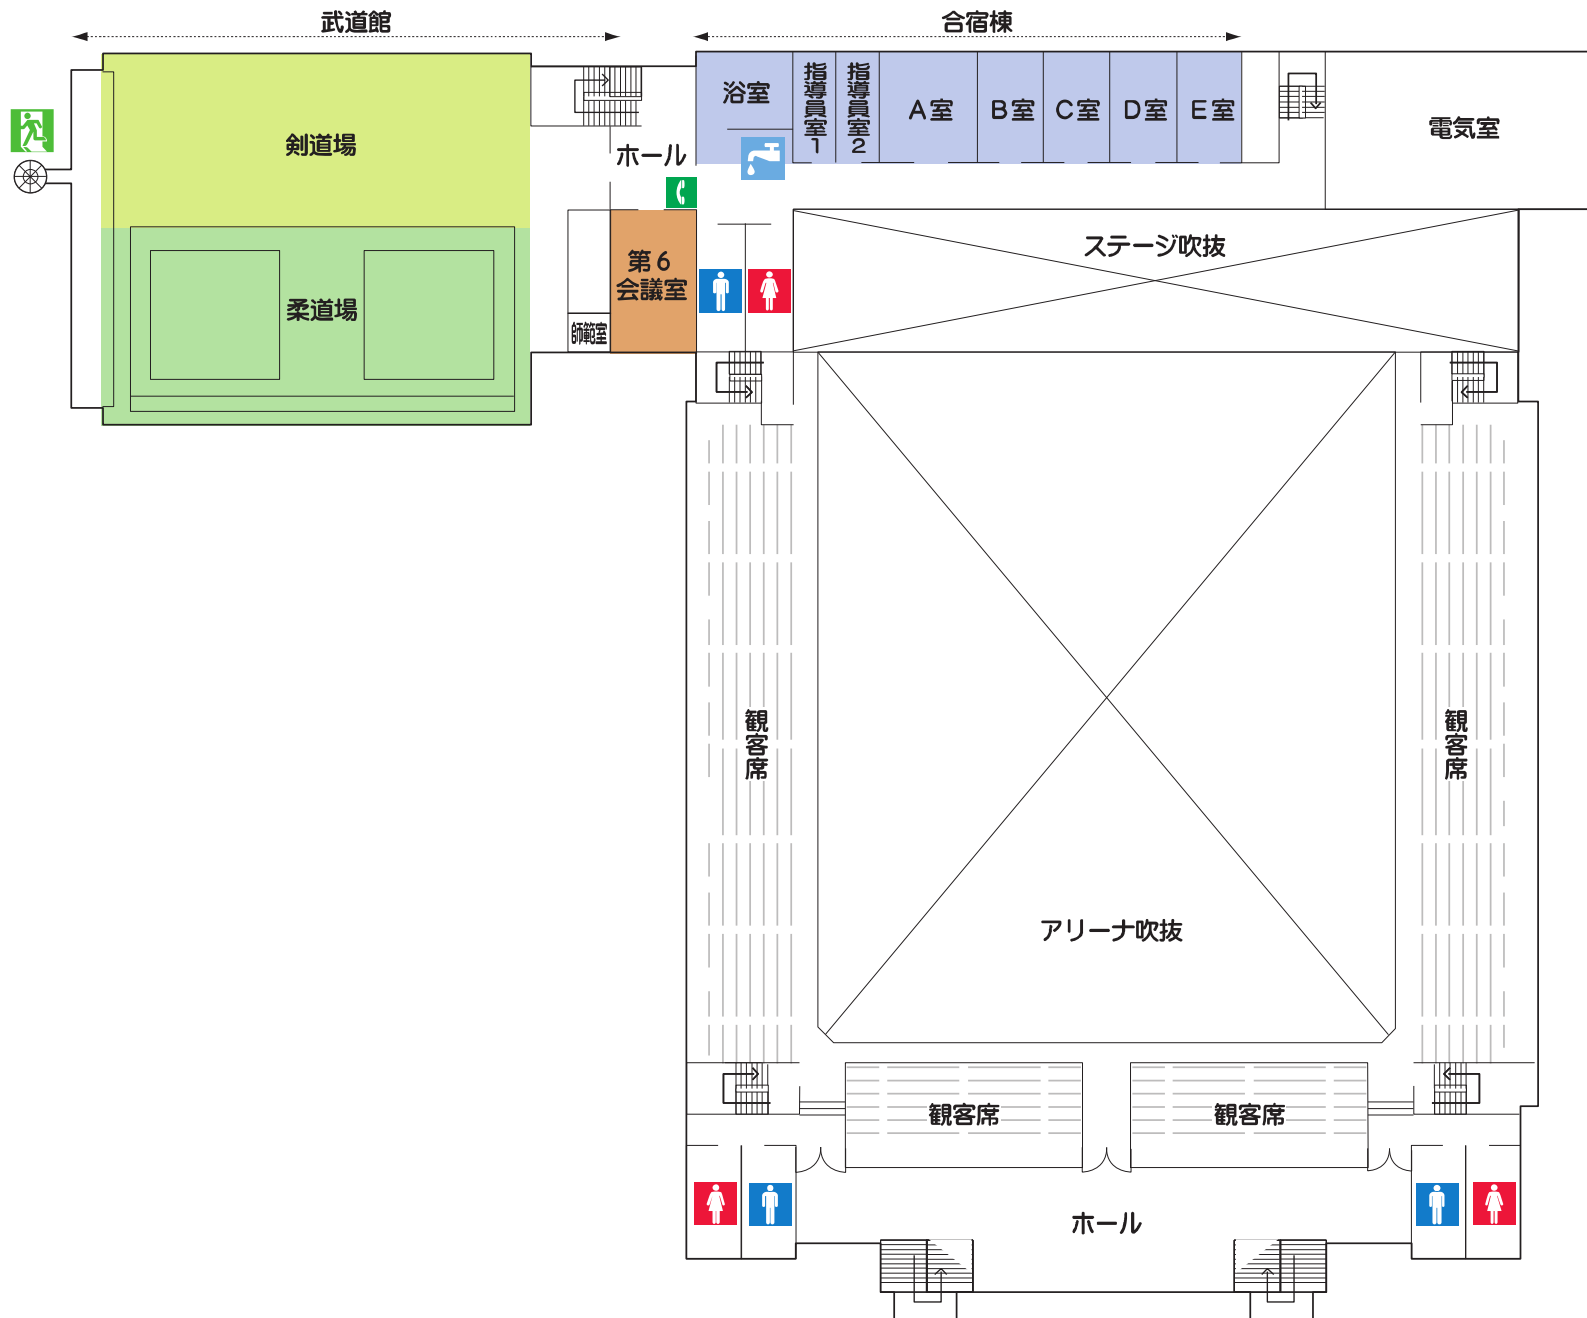 武道館
合宿棟
剣道場
柔道場
ホール
第6
会議室
師範室
浴室
指導員室1
指導員室2
A室
B室
C室
D室
E室
電気室
ステージ吹抜
観客席
アリーナ吹抜
観客席
観客席
観客席
ホール